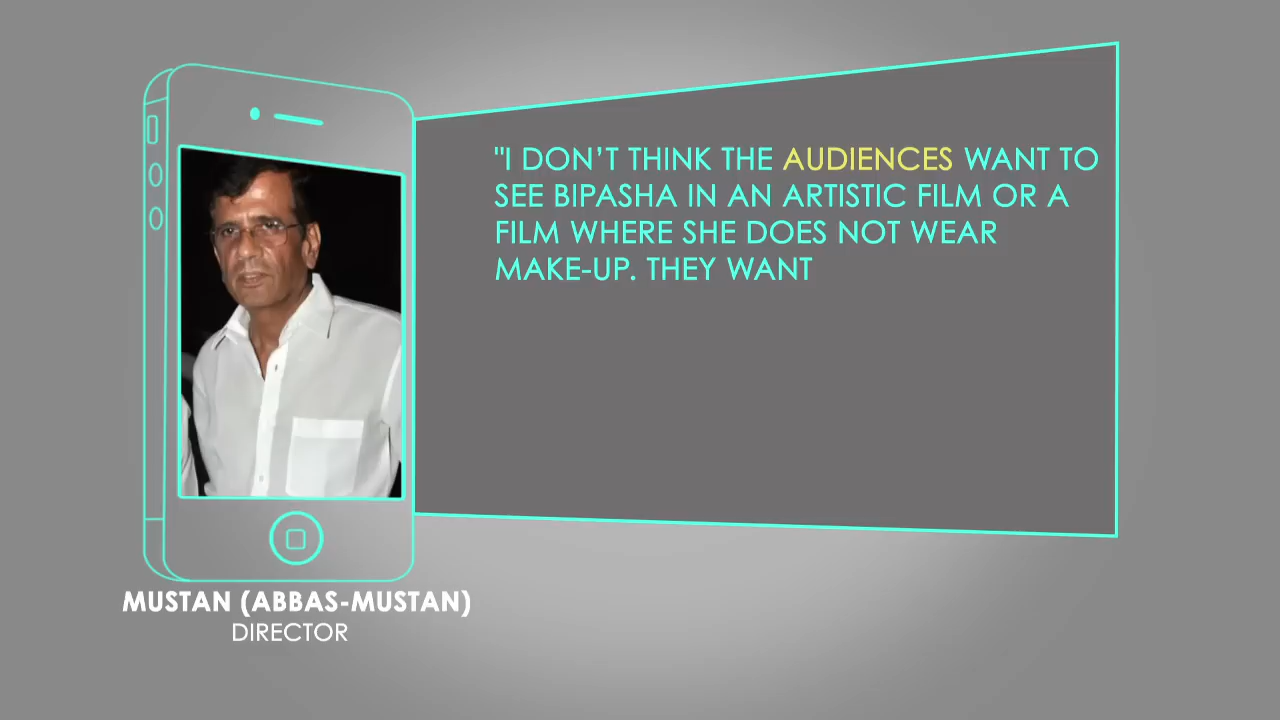 "I DON’T THINK THE AUDIENCES WANT TO
SEE BIPASHA IN AN ARTISTIC FILM OR A
FILM WHERE SHE DOES NOT WEAR
MAKE-UP. THEY WANT
MUSTAN (ABBAS-MUSTAN)
DIRECTOR